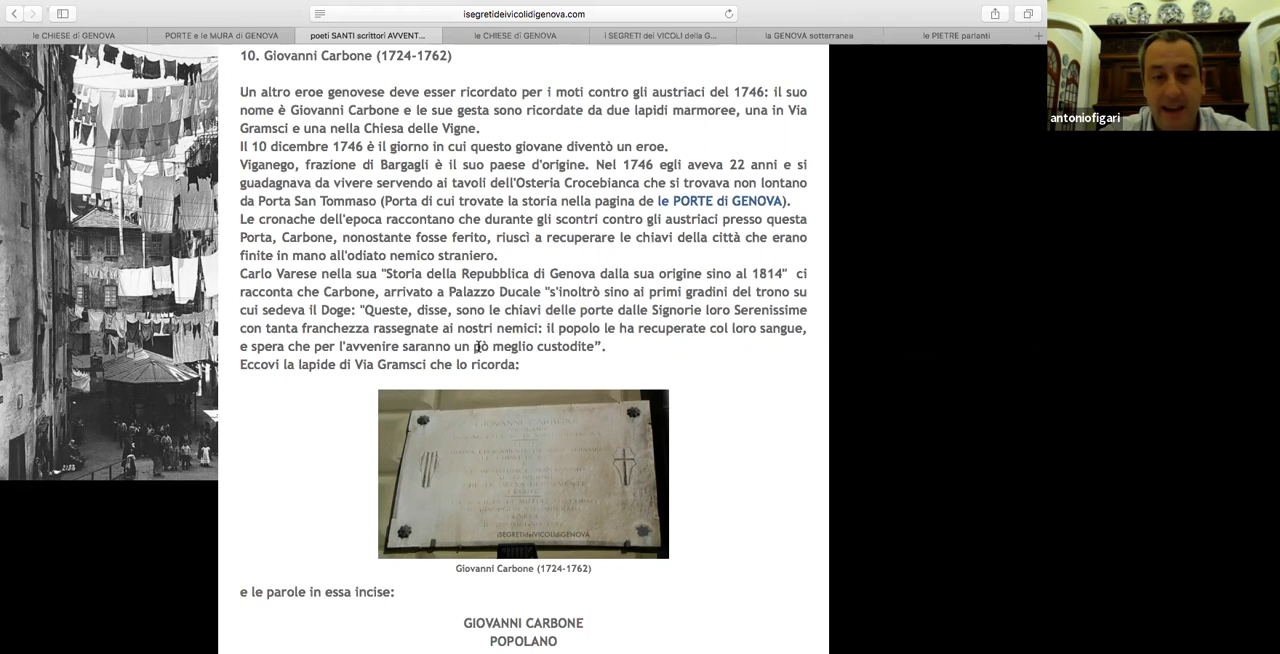 isegretideivicolidigenova.com
le CHIESE di GENOVA
PORTE e le MURA di GENOVA
poeti SANTI scrittori AVVENT...
le CHIESE di GENOVA
i SEGRETI dei VICOLI della G...
la GENOVA sotterranea
le PIETRE parlanti
antoniofigari
10. Giovanni Carbone (1724-1762)
Un altro eroe genovese deve esser ricordato per i moti contro gli austriaci del 1746: il suo
nome è Giovanni Carbone e le sue gesta sono ricordate da due lapidi marmoree, una in Via
Gramsci e una nella Chiesa delle Vigne.
Il 10 dicembre 1746 è il giorno in cui questo giovane diventò un eroe.
Viganego, frazione di Bargagli è il suo paese d'origine. Nel 1746 egli aveva 22 anni e si
guadagnava da vivere servendo ai tavoli dell'Osteria Crocebianca che si trovava non lontano
da Porta San Tommaso (Porta di cui trovate la storia nella pagina de le PORTE di GENOVA).
Le cronache dell'epoca raccontano che durante gli scontri contro gli austriaci presso questa
Porta, Carbone, nonostante fosse ferito, riuscì a recuperare le chiavi della città che erano
finite in mano all'odiato nemico straniero.
Carlo Varese nella sua "Storia della Repubblica di Genova dalla sua origine sino al 1814" ci
racconta che Carbone, arrivato a Palazzo Ducale "s'inoltrò sino ai primi gradini del trono su
cui sedeva il Doge: "Queste, disse, sono le chiavi delle porte dalle Signorie loro Serenissime
con tanta franchezza rassegnate ai nostri nemici: il popolo le ha recuperate col loro sangue,
e spera che per l'avvenire saranno un pò meglio custodite”.
Eccovi la lapide di Via Gramsci che lo ricorda:
GIOVANNI CARBONE
iSEGRETIdeiVICOLIdiGENOVA
Giovanni Carbone (1724-1762)
e le parole in essa incise:
GIOVANNI CARBONE
POPOLANO